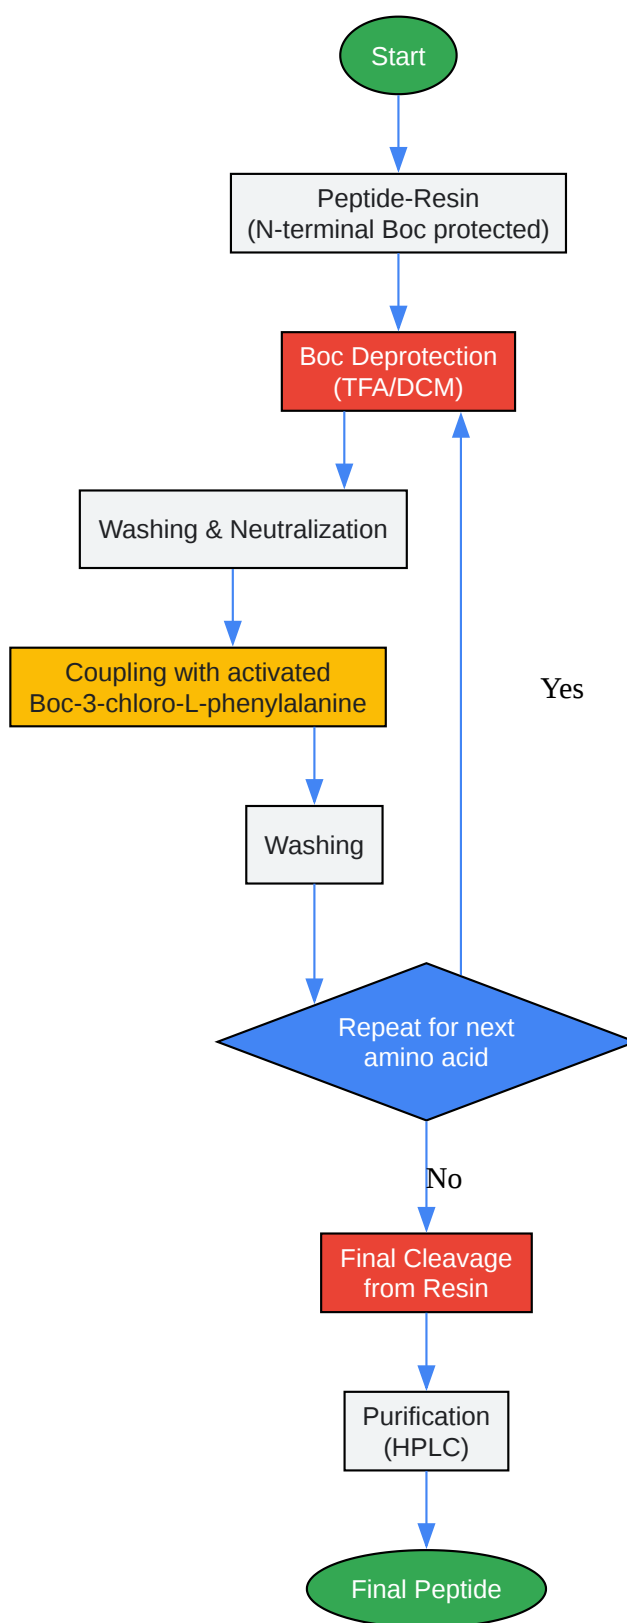 Start
Peptide-Resin
(N-terminal Boc protected)
Boc Deprotection
(TFA/DCM)
Washing & Neutralization
Coupling with activated
Boc-3-chloro-L-phenylalanine
Yes
Washing
Repeat for next
amino acid
No
Final Cleavage
from Resin
Purification
(HPLC)
Final Peptide